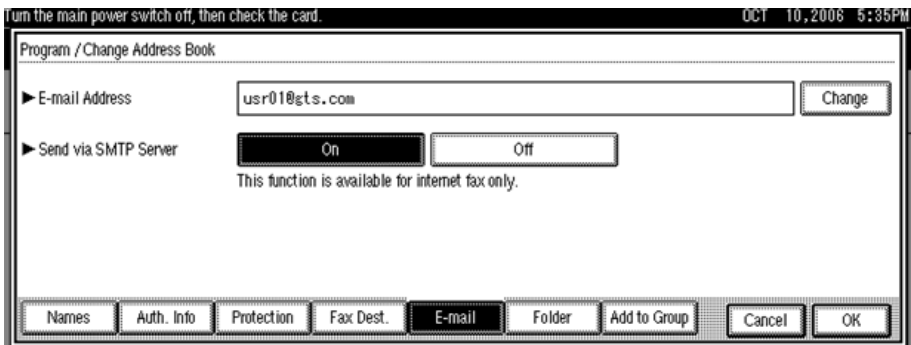 Turn the main power switch off, then check the card. OCT 10,2006 5:35PM
Program / Change Address Book
►E-mail Address usr01@gts.com Change
►Send via SMTP Server On Off
This function is available for internet fax only.
Names Auth. Info Protection Fax Dest. E-mail Folder Add to Group Cancel OK